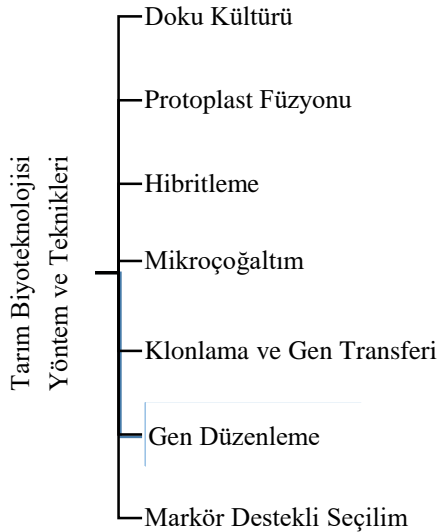 Tarım Biyoteknolojisi
Yöntem ve Teknikleri
Doku Kültürü
Protoplast Füzyonu
Hibritleme
Mikroçoğaltım
Klonlama ve Gen Transferi
Gen Düzenleme
Markör Destekli Seçilim